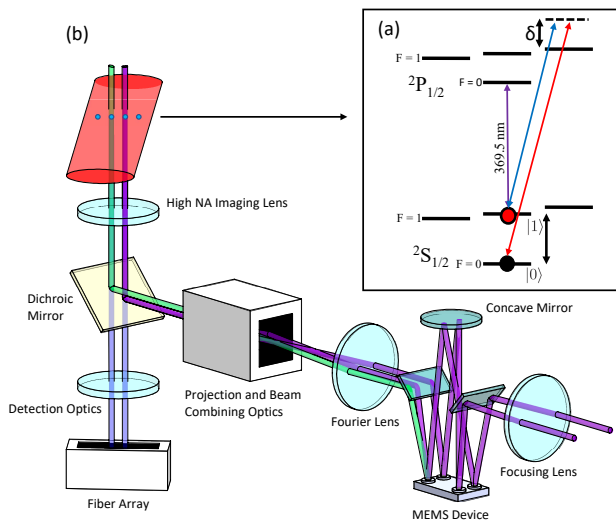 (b)
(a)
δ
F = 1
²P₁/₂
F = 0
369.5 nm
F = 1
|1⟩
²S₁/₂
F = 0
|0⟩
High NA Imaging Lens
Dichroic
Mirror
Concave Mirror
Projection and Beam
Combining Optics
Fourier Lens
Focusing Lens
Detection Optics
Fiber Array
MEMS Device